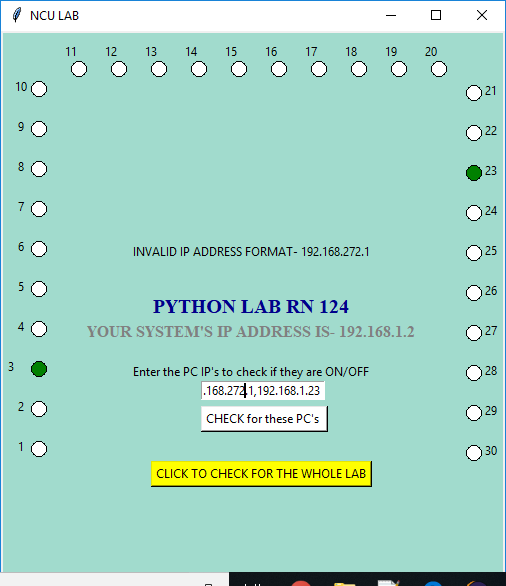 NCU LAB
11 12 13 14 15 16 17 18 19 20
10
9
8
7
6
5
4
3
2
1
21
22
23
24
25
26
27
28
29
30
INVALID IP ADDRESS FORMAT- 192.168.272.1
PYTHON LAB RN 124
YOUR SYSTEM'S IP ADDRESS IS- 192.168.1.2
Enter the PC IP's to check if they are ON/OFF
.168.272.1,192.168.1.23
CHECK for these PC's
CLICK TO CHECK FOR THE WHOLE LAB